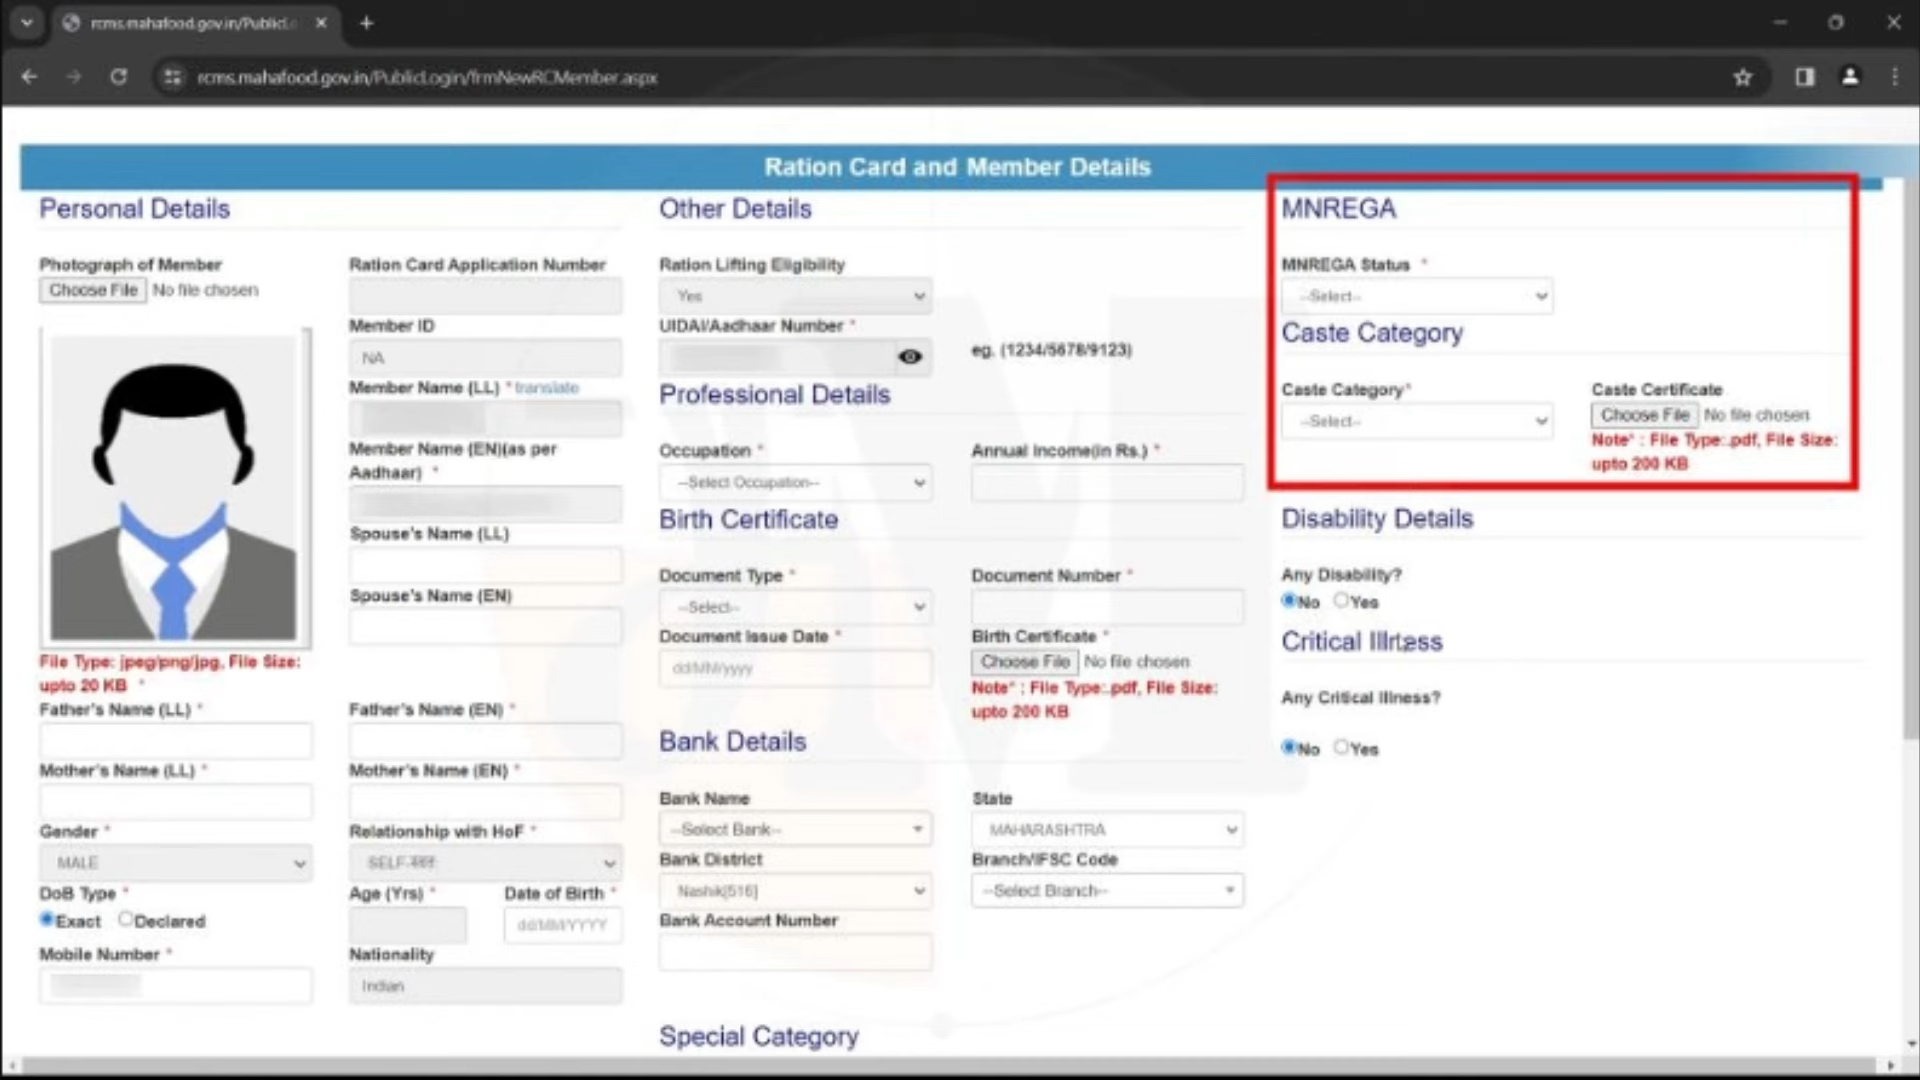 rcms.mahafood.gov.in/PublicLo
rcms.mahafood.gov.in/PublicLogin/frmNewRCMember.aspx
Ration Card and Member Details
Personal Details
Photograph of Member
Choose File No file chosen
File Type: jpeg/png/jpg, File Size:
upto 20 KB *
Ration Card Application Number
Member ID
NA
Member Name (LL) * translate
Member Name (EN)(as per
Aadhaar) *
Spouse's Name (LL)
Spouse's Name (EN)
Father's Name (LL) *
Father's Name (EN) *
Mother's Name (LL) *
Mother's Name (EN) *
Gender *
MALE
Relationship with HoF *
SELF
DoB Type *
Exact Declared
Age (Yrs) *
Date of Birth *
dd/MM/YYYY
Mobile Number *
Nationality
Indian
Other Details
Ration Lifting Eligibility
Yes
UIDAI/Aadhaar Number *
eg. (1234/5678/9123)
Professional Details
Occupation *
--Select Occupation--
Annual Income(in Rs.) *
Birth Certificate
Document Type *
--Select--
Document Number *
Document Issue Date *
dd/MM/yyyy
Birth Certificate *
Choose File No file chosen
Note* : File Type:.pdf, File Size:
upto 200 KB
Bank Details
Bank Name
--Select Bank--
State
MAHARASHTRA
Bank District
Nashik[516]
Branch/IFSC Code
--Select Branch--
Bank Account Number
Special Category
MNREGA
MNREGA Status *
--Select--
Caste Category
Caste Category*
--Select--
Caste Certificate
Choose File No file chosen
Note* : File Type:.pdf, File Size:
upto 200 KB
Disability Details
Any Disability?
No Yes
Critical Illness
Any Critical Illness?
No Yes